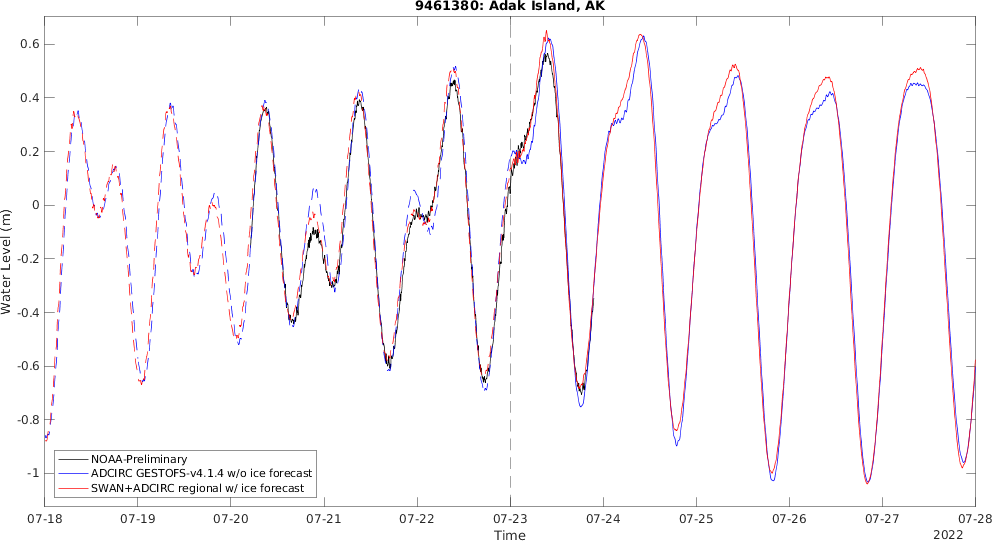 9461380: Adak Island, AK
0.6
0.4
0.2
0
-0.2
-0.4
-0.6
-0.8
-1
Water Level (m)
NOAA-Preliminary
ADCIRC GESTOFS-v4.1.4 w/o ice forecast
SWAN+ADCIRC regional w/ ice forecast
07-18 07-19 07-20 07-21 07-22 07-23 07-24 07-25 07-26 07-27 07-28
Time
2022